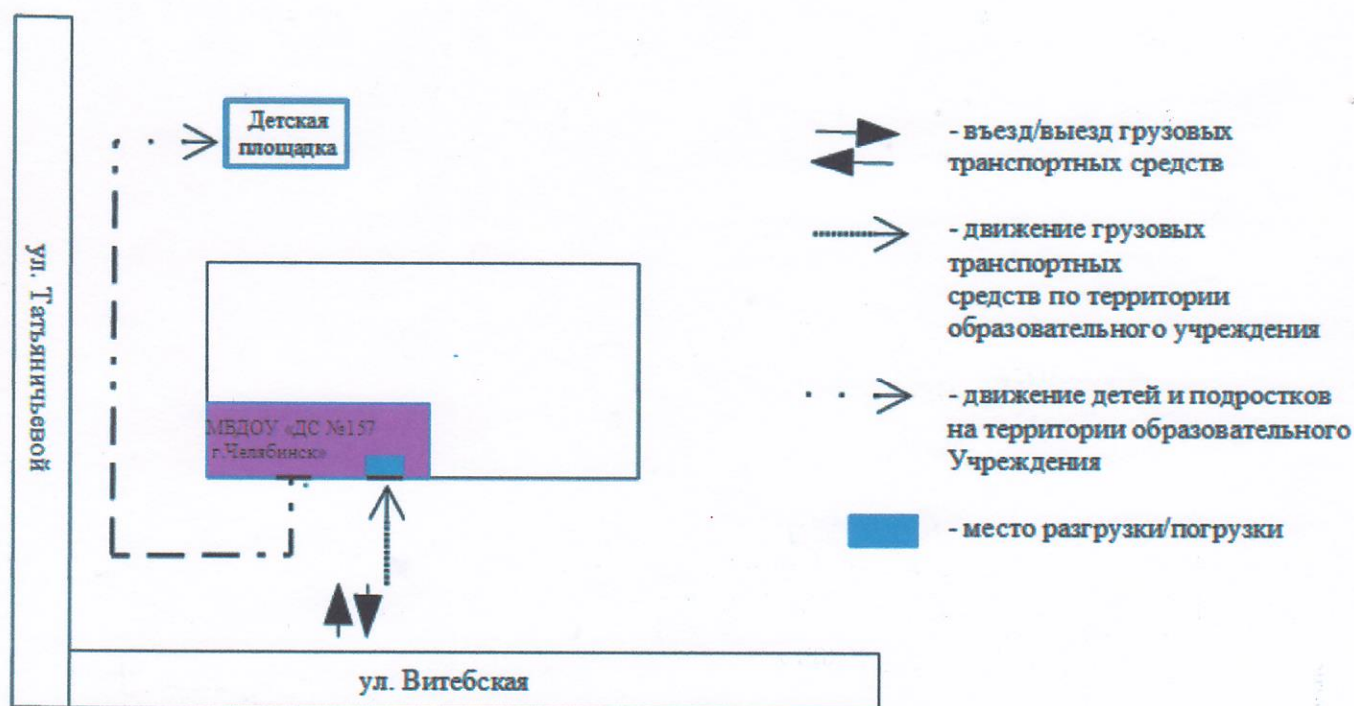 Детская
площадка
ул. Татьяничьевой
МБДОУ «ДС №157
г.Челябинск»
ул. Витебская
- въезд/выезд грузовых
транспортных средств
- движение грузовых
транспортных
средств по территории
образовательного учреждения
- движение детей и подростков
на территории образовательного
Учреждения
- место разгрузки/погрузки